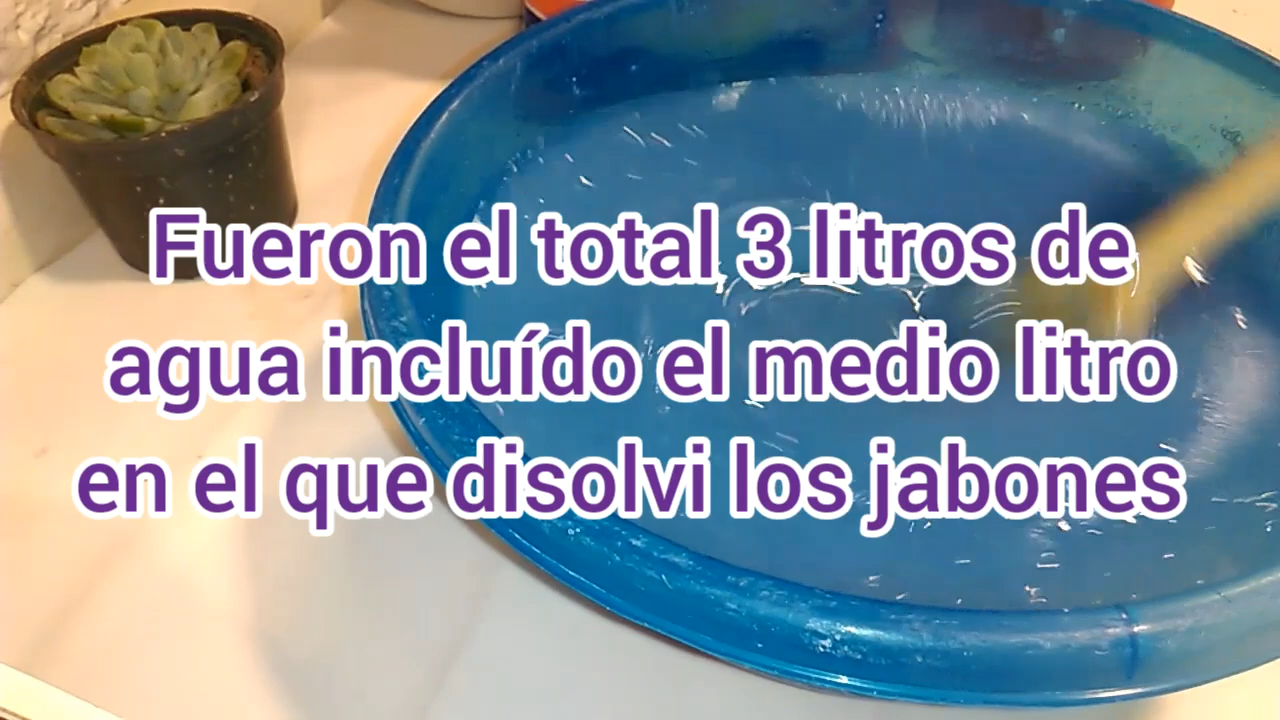 Fueron el total 3 litros de
agua incluído el medio litro
en el que disolvi los jabones